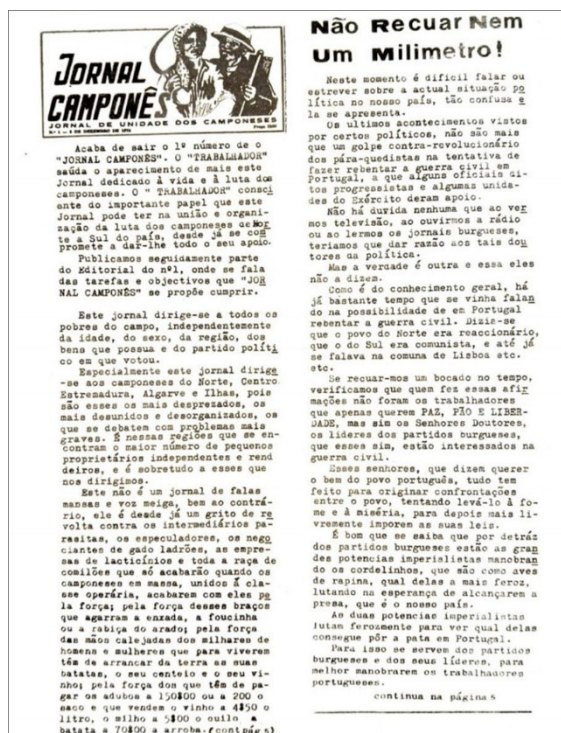 JORNAL
CAMPONÊS
JORNAL DE UNIDADE DOS CAMPONESES
Acaba de sair o 1º número de o
"JORNAL CAMPONÊS". O "TRABALHADOR"
saúda o aparecimento de mais este
Jornal dedicado à vida e à luta dos
camponeses. O " TRABALHADOR" consci
ente do importante papel que este
Jornal pode ter na união e organi-
zação da luta dos camponeses de Nor
te a Sul do país, desde já se com
promete a dar-lhe todo o seu apoio.
Publicamos seguidamente parte
do Editorial do nº1, onde se fala
das tarefas e objectivos que "JOR
NAL CAMPONÊS" se propõe cumprir.
Este jornal dirige-se a todos os
pobres do campo, independentemente
da idade, do sexo, da região, dos
bens que possua e do partido políti
co em que votou.
Especialmente este jornal dirige
-se aos camponeses do Norte, Centro
Estremadura, Algarve e Ilhas, pois
são esses os mais desprezados, os
mais desunidos e desorganizados, os
que se debatem com problemas mais
graves. É nessas regiões que se en-
contram o maior número de pequenos
proprietários independentes e rend
deiros, e é sobretudo a esses que
nos dirigimos.
Este não é um jornal de falas
mansas e voz meiga, bem ao contrá-
rio, ele é desde já um grito de re
volta contra os intermediários pa-
rasitas, os especuladores, os nego
ciantes de gado ladrões, as empre-
sas de lacticínios e toda a raça de
comilões que só acabarão quando os
camponeses em massa, unidos á cla-
sse operária, acabarem com eles pe
la força; pela força desses braços
que agarram a enxada, a foucinha
ou a rabiça do arado; pela força
das mãos calejadas dos milhares de
homens e mulheres que para viverem
têm de arrancar da terra as suas
batatas, o seu centeio e o seu vi-
nho; pela força dos que têm de pa-
gar os adubos a 150$00 ou a 200 o
saco e que vendem o vinho a 4$50 o
litro, o milho a 5$00 o quilo a
batata a 70$00 a arroba.(cont pág 5)
Não Recuar Nem
Um Milimetro!
Neste momento é dificil falar ou
estrever sobre a actual situação po
lítica no nosso país, tão confusa e
la se apresenta.
Os ultimos acontecimentos vistos
por certos políticos, não são mais
que um golpe contra-revolucionário
dos pára-quedistas na tentativa de
fazer rebentar a guerra civil em
Portugal, a que alguns oficiais di-
tos progressistas e algumas unida-
des do Exército deram apoio.
Não há duvida nenhuma que ao ver
mos televisão, ao ouvirmos a rádio
ou ao lermos os jornais burgueses,
teriamos que dar razão aos tais dou
tores da política.
Mas a verdade é outra e essa eles
não a dizem.
Como é do conhecimento geral, há
já bastante tempo que se vinha falan
do na possibilidade de em Portugal
rebentar a guerra civil. Dizie-se
que o povo do Norte era reaccionário,
que o do Sul era comunista, e até já
se falava na comuna de Lisboa etc.
etc.
Se recuar-mos um bocado no tempo,
verificamos que quem fez essas afir
mações não foram os trabalhadores
que apenas querem PAZ, PÃO E LIBER-
DADE, mas sim os Senhores Doutores,
os lideres dos partidos burgueses,
que esses sim, estão interessados na
guerra civil.
Esses senhores, que dizem querer
o bem do povo português, tudo tem
feito para originar confrontações
entre o povo, tentando levá-lo à fo-
me e à miséria, para depois mais li-
vremente imporem as suas leis.
É bom que se saiba que por detráz
dos partidos burgueses estão as gran
des potencias imperialistas manobran
do os cordelinhos, que são como aves
de rapina, qual delas a mais feroz,
lutando na esperança de alcançarem a
presa, que é o nosso país.
As duas potencias imperialistas
lutam ferozmente para ver qual delas
consegue pôr a pata em Portugal.
Para isso se servem dos partidos
burgueses e dos seus líderes, para
melhor manobrarem os trabalhadores
portugueses.
continua na página 5